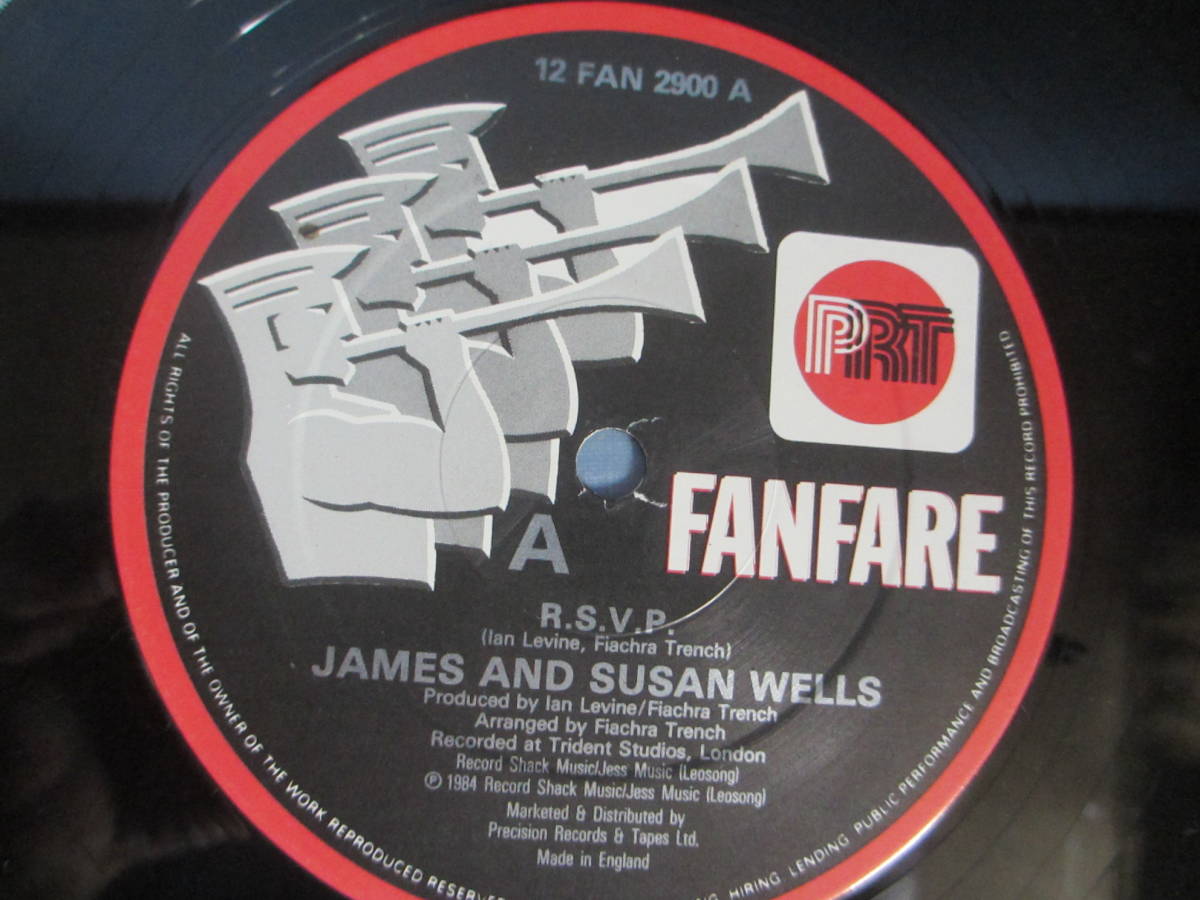 12 FAN 2900 A
PRT
FANFARE
A
R.S.V.P.
(Ian Levine, Fiachra Trench)
JAMES AND SUSAN WELLS
Produced by Ian Levine/Fiachra Trench
Arranged by Fiachra Trench
Recorded at Trident Studios, London
Record Shack Music/Jess Music (Leosong)
℗ 1984 Record Shack Music/Jess Music (Leosong)
Marketed & Distributed by
Precision Records & Tapes Ltd.
Made in England
ALL RIGHTS OF THE PRODUCER AND OF THE OWNER OF THE WORK REPRODUCED RESERVED HIRING, LENDING, PUBLIC PERFORMANCE AND BROADCASTING OF THIS RECORD PROHIBITED